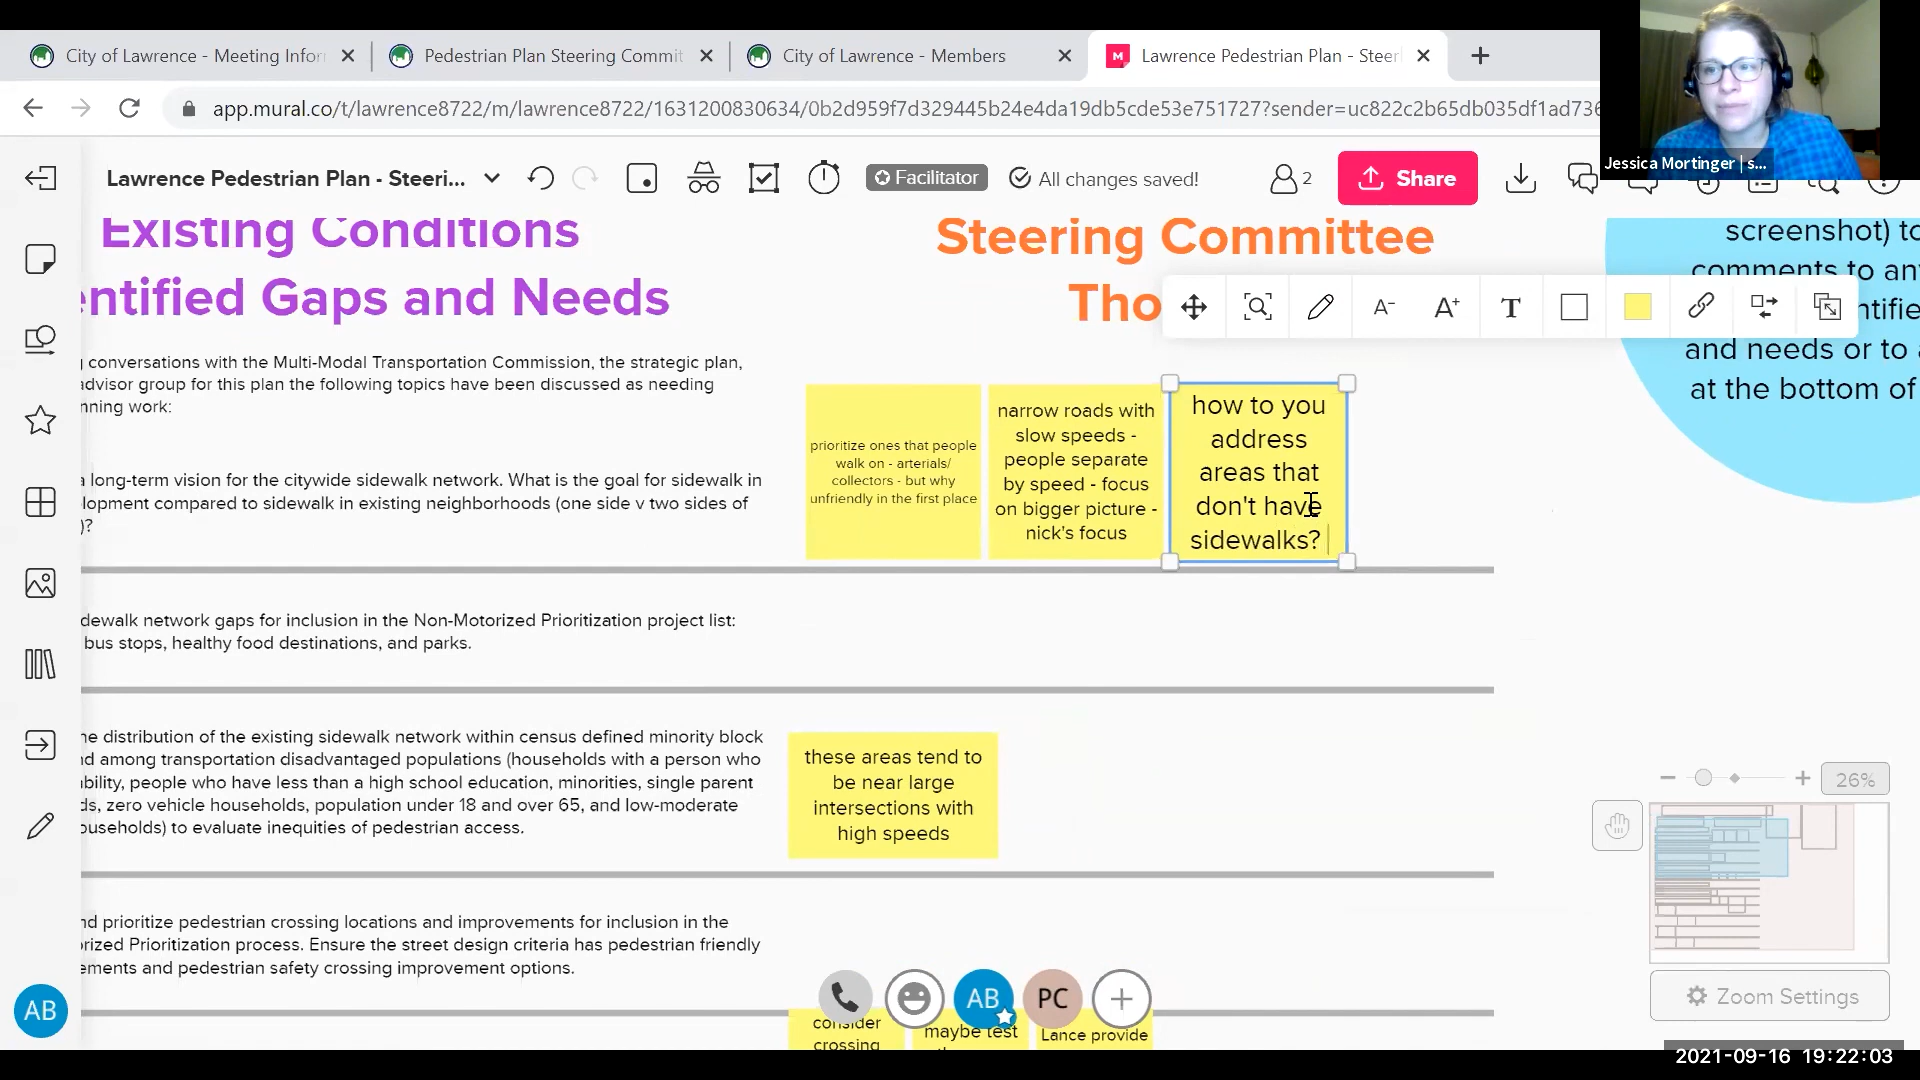 City of Lawrence - Meeting Infor
Pedestrian Plan Steering Commit
City of Lawrence - Members
Lawrence Pedestrian Plan - Steer
app.mural.co/t/lawrence8722/m/lawrence8722/1631200830634/0b2d959f7d329445b24e4da19db5cde53e751727?sender=uc822c2b65db035df1ad736
Jessica Mortinger | s...
Lawrence Pedestrian Plan - Steeri...
Facilitator
All changes saved!
2
Share
Existing Conditions
entified Gaps and Needs
Steering Committee
Tho
screenshot) to
comments to an
ntifie
and needs or to a
at the bottom of
A-
A+
T
conversations with the Multi-Modal Transportation Commission, the strategic plan,
advisor group for this plan the following topics have been discussed as needing
nning work:
a long-term vision for the citywide sidewalk network. What is the goal for sidewalk in
lopment compared to sidewalk in existing neighborhoods (one side v two sides of
)?
prioritize ones that people
walk on - arterials/
collectors - but why
unfriendly in the first place
narrow roads with
slow speeds -
people separate
by speed - focus
on bigger picture -
nick's focus
how to you
address
areas that
don't have
sidewalks?
dewalk network gaps for inclusion in the Non-Motorized Prioritization project list:
bus stops, healthy food destinations, and parks.
he distribution of the existing sidewalk network within census defined minority block
d among transportation disadvantaged populations (households with a person who
ability, people who have less than a high school education, minorities, single parent
ds, zero vehicle households, population under 18 and over 65, and low-moderate
ouseholds) to evaluate inequities of pedestrian access.
these areas tend to
be near large
intersections with
high speeds
nd prioritize pedestrian crossing locations and improvements for inclusion in the
orized Prioritization process. Ensure the street design criteria has pedestrian friendly
ements and pedestrian safety crossing improvement options.
consider
crossing
maybe test
Lance provide
AB
AB
PC
26%
Zoom Settings
2021-09-16 19:22:03